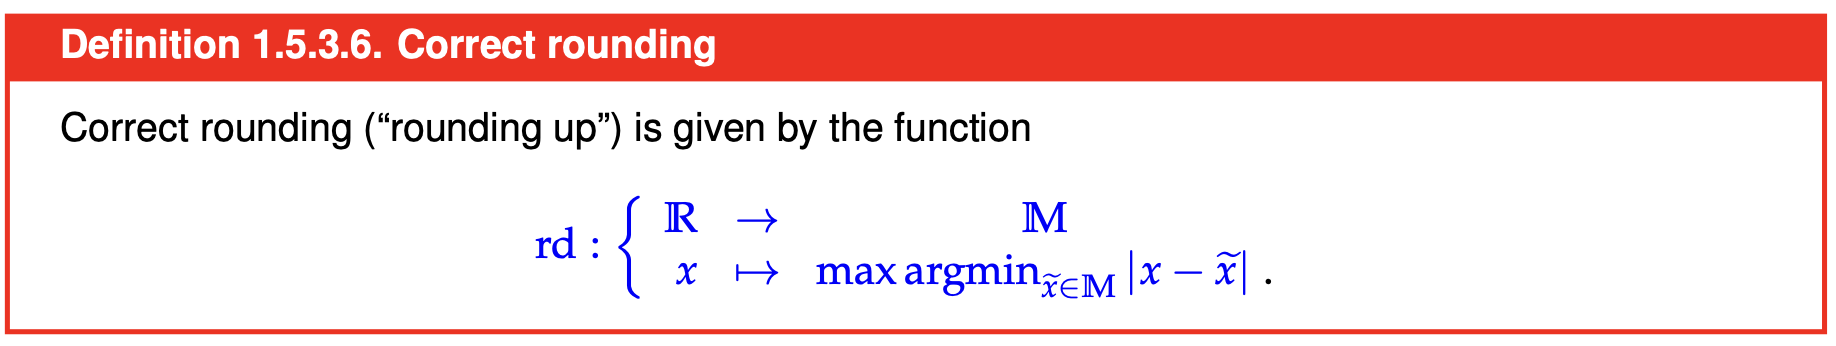 Definition 1.5.3.6. Correct rounding
Correct rounding (“rounding up”) is given by the function
rd : { ℝ → 𝕄
x ↦ max argmin_{x̃∈𝕄} |x − x̃| .